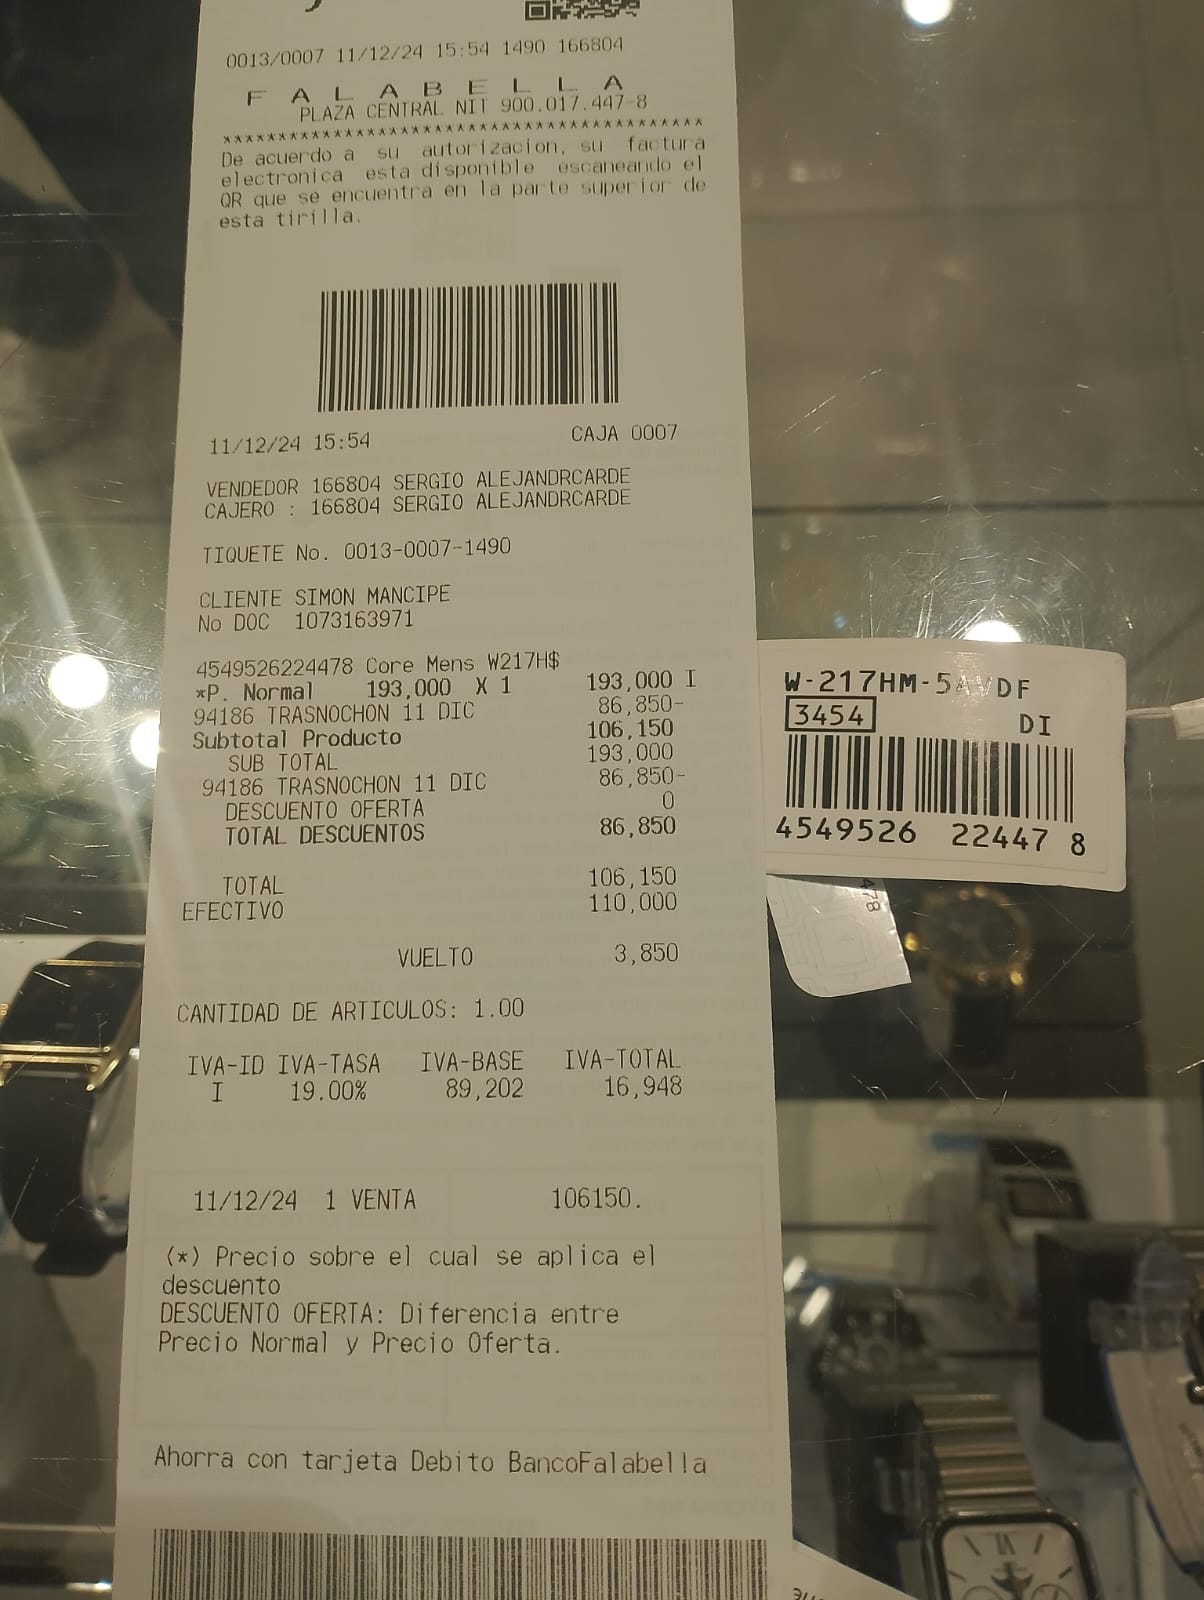 0013/0007 11/12/24 15:54 1490 166804
F A L A B E L L A
PLAZA CENTRAL NIT 900.017.447-8
******************************************
De acuerdo a su autorizacion, su factura
electronica esta disponible escaneando el
QR que se encuentra en la parte superior de
esta tirilla.
11/12/24 15:54 CAJA 0007
VENDEDOR 166804 SERGIO ALEJANDRCARDE
CAJERO : 166804 SERGIO ALEJANDRCARDE
TIQUETE No. 0013-0007-1490
CLIENTE SIMON MANCIPE
No DOC 1073163971
4549526224478 Core Mens W217H$
*P. Normal 193,000 X 1 193,000 I
94186 TRASNOCHON 11 DIC 86,850-
Subtotal Producto 106,150
SUB TOTAL 193,000
94186 TRASNOCHON 11 DIC 86,850-
DESCUENTO OFERTA 0
TOTAL DESCUENTOS 86,850
TOTAL 106,150
EFECTIVO 110,000
VUELTO 3,850
CANTIDAD DE ARTICULOS: 1.00
IVA-ID IVA-TASA IVA-BASE IVA-TOTAL
I 19.00% 89,202 16,948
11/12/24 1 VENTA 106150.
(*) Precio sobre el cual se aplica el
descuento
DESCUENTO OFERTA: Diferencia entre
Precio Normal y Precio Oferta.
Ahorra con tarjeta Debito BancoFalabella
W-217HM-5AVDF
3454 DI
4549526 22447 8
478